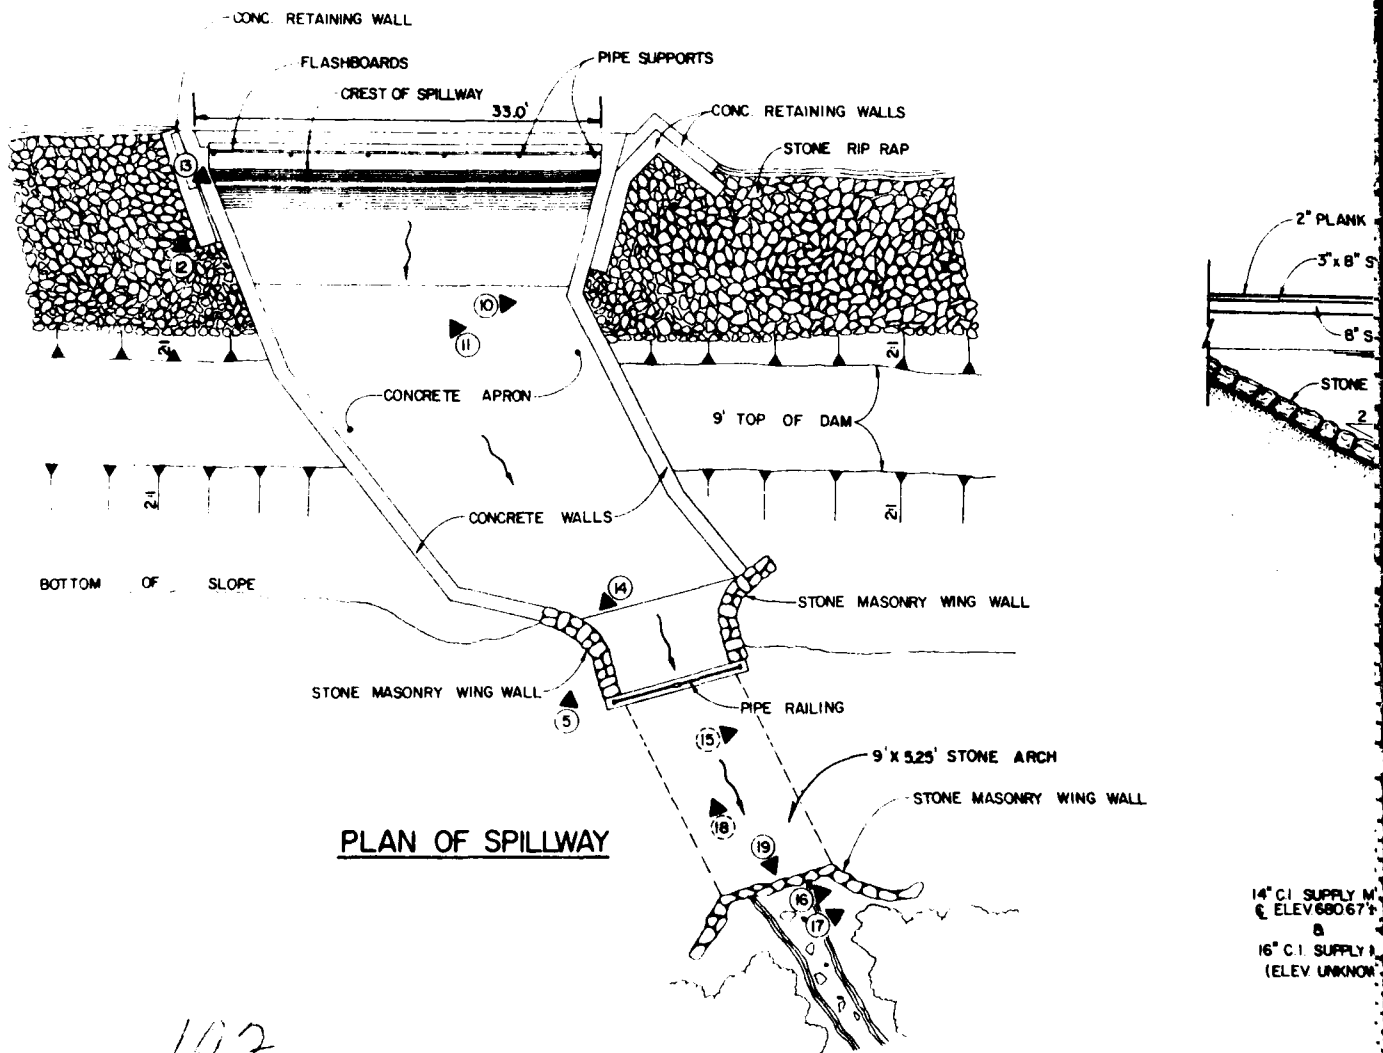 CONC. RETAINING WALL
FLASHBOARDS
PIPE SUPPORTS
CREST OF SPILLWAY
33.0'
CONC. RETAINING WALLS
STONE RIP RAP
13
12
10
11
2:1
2:1
CONCRETE APRON
9' TOP OF DAM
2:1
2:1
CONCRETE WALLS
BOTTOM OF SLOPE
14
STONE MASONRY WING WALL
STONE MASONRY WING WALL
5
PIPE RAILING
15
9' X 5.25' STONE ARCH
STONE MASONRY WING WALL
18
19
PLAN OF SPILLWAY
16
17
2" PLANK
3" x 8" S
8" S
STONE
2
14" C.I. SUPPLY M
℄ ELEV. 680.67'±
&
16" C.I. SUPPLY
(ELEV. UNKNOW
102